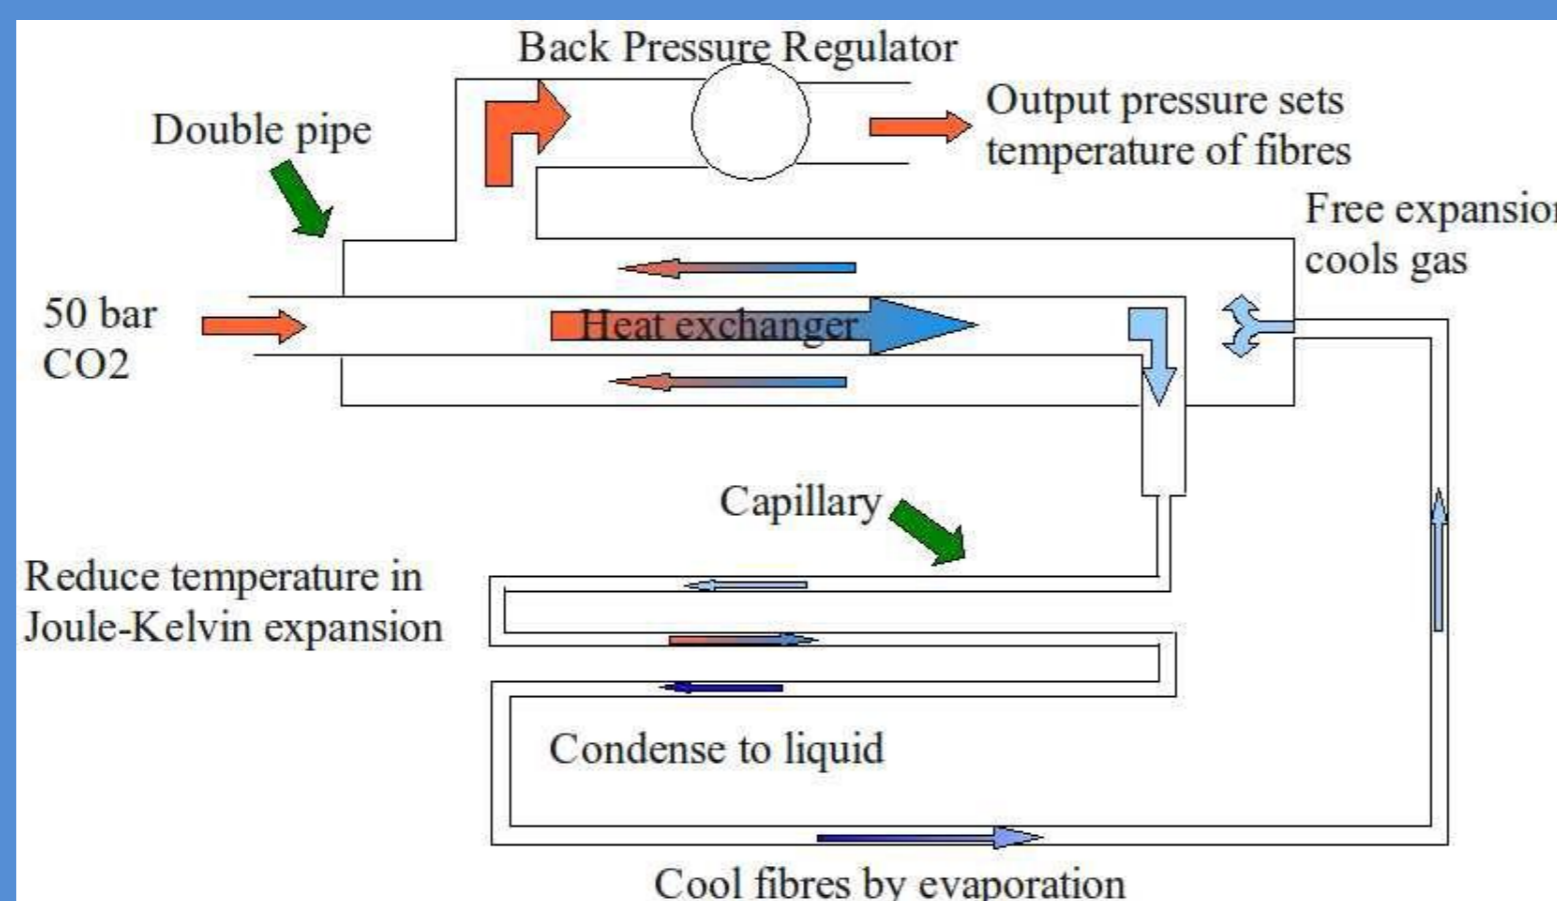 Back Pressure Regulator
Double pipe
Output pressure sets
temperature of fibres
Free expansion
cools gas
50 bar
CO2
Heat exchanger
Capillary
Reduce temperature in
Joule-Kelvin expansion
Condense to liquid
Cool fibres by evaporation